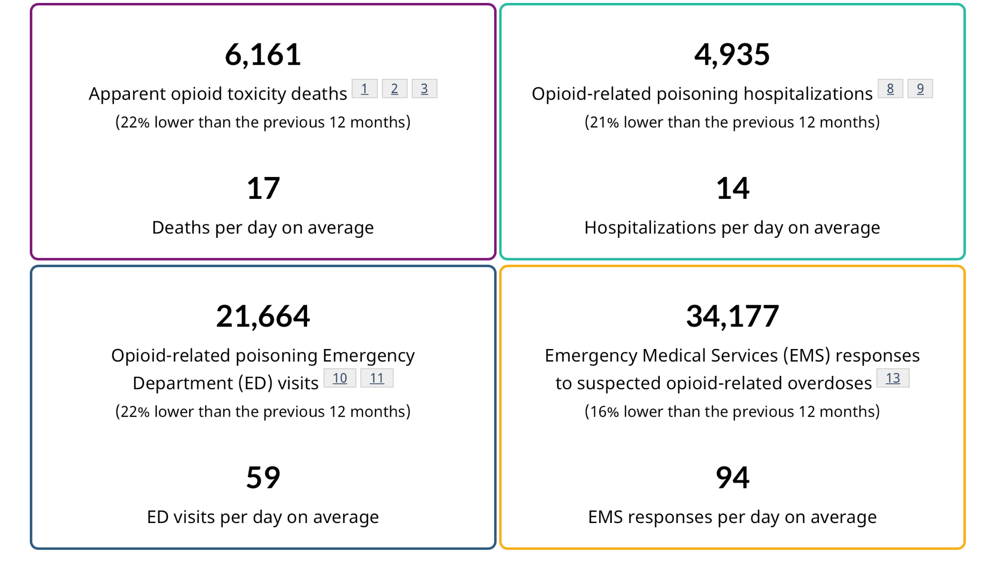 6,161
Apparent opioid toxicity deaths 1 2 3
(22% lower than the previous 12 months)
17
Deaths per day on average
4,935
Opioid-related poisoning hospitalizations 8 9
(21% lower than the previous 12 months)
14
Hospitalizations per day on average
21,664
Opioid-related poisoning Emergency
Department (ED) visits 10 11
(22% lower than the previous 12 months)
59
ED visits per day on average
34,177
Emergency Medical Services (EMS) responses
to suspected opioid-related overdoses 13
(16% lower than the previous 12 months)
94
EMS responses per day on average